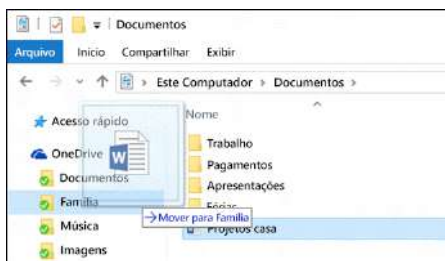 Documentos
Arquivo Início Compartilhar Exibir
Este Computador Documentos
Acesso rápido
OneDrive
Documentos
Família
Música
Imagens
Nome
Trabalho
Pagamentos
Apresentações
Férias
Projetos casa
W
Mover para Família